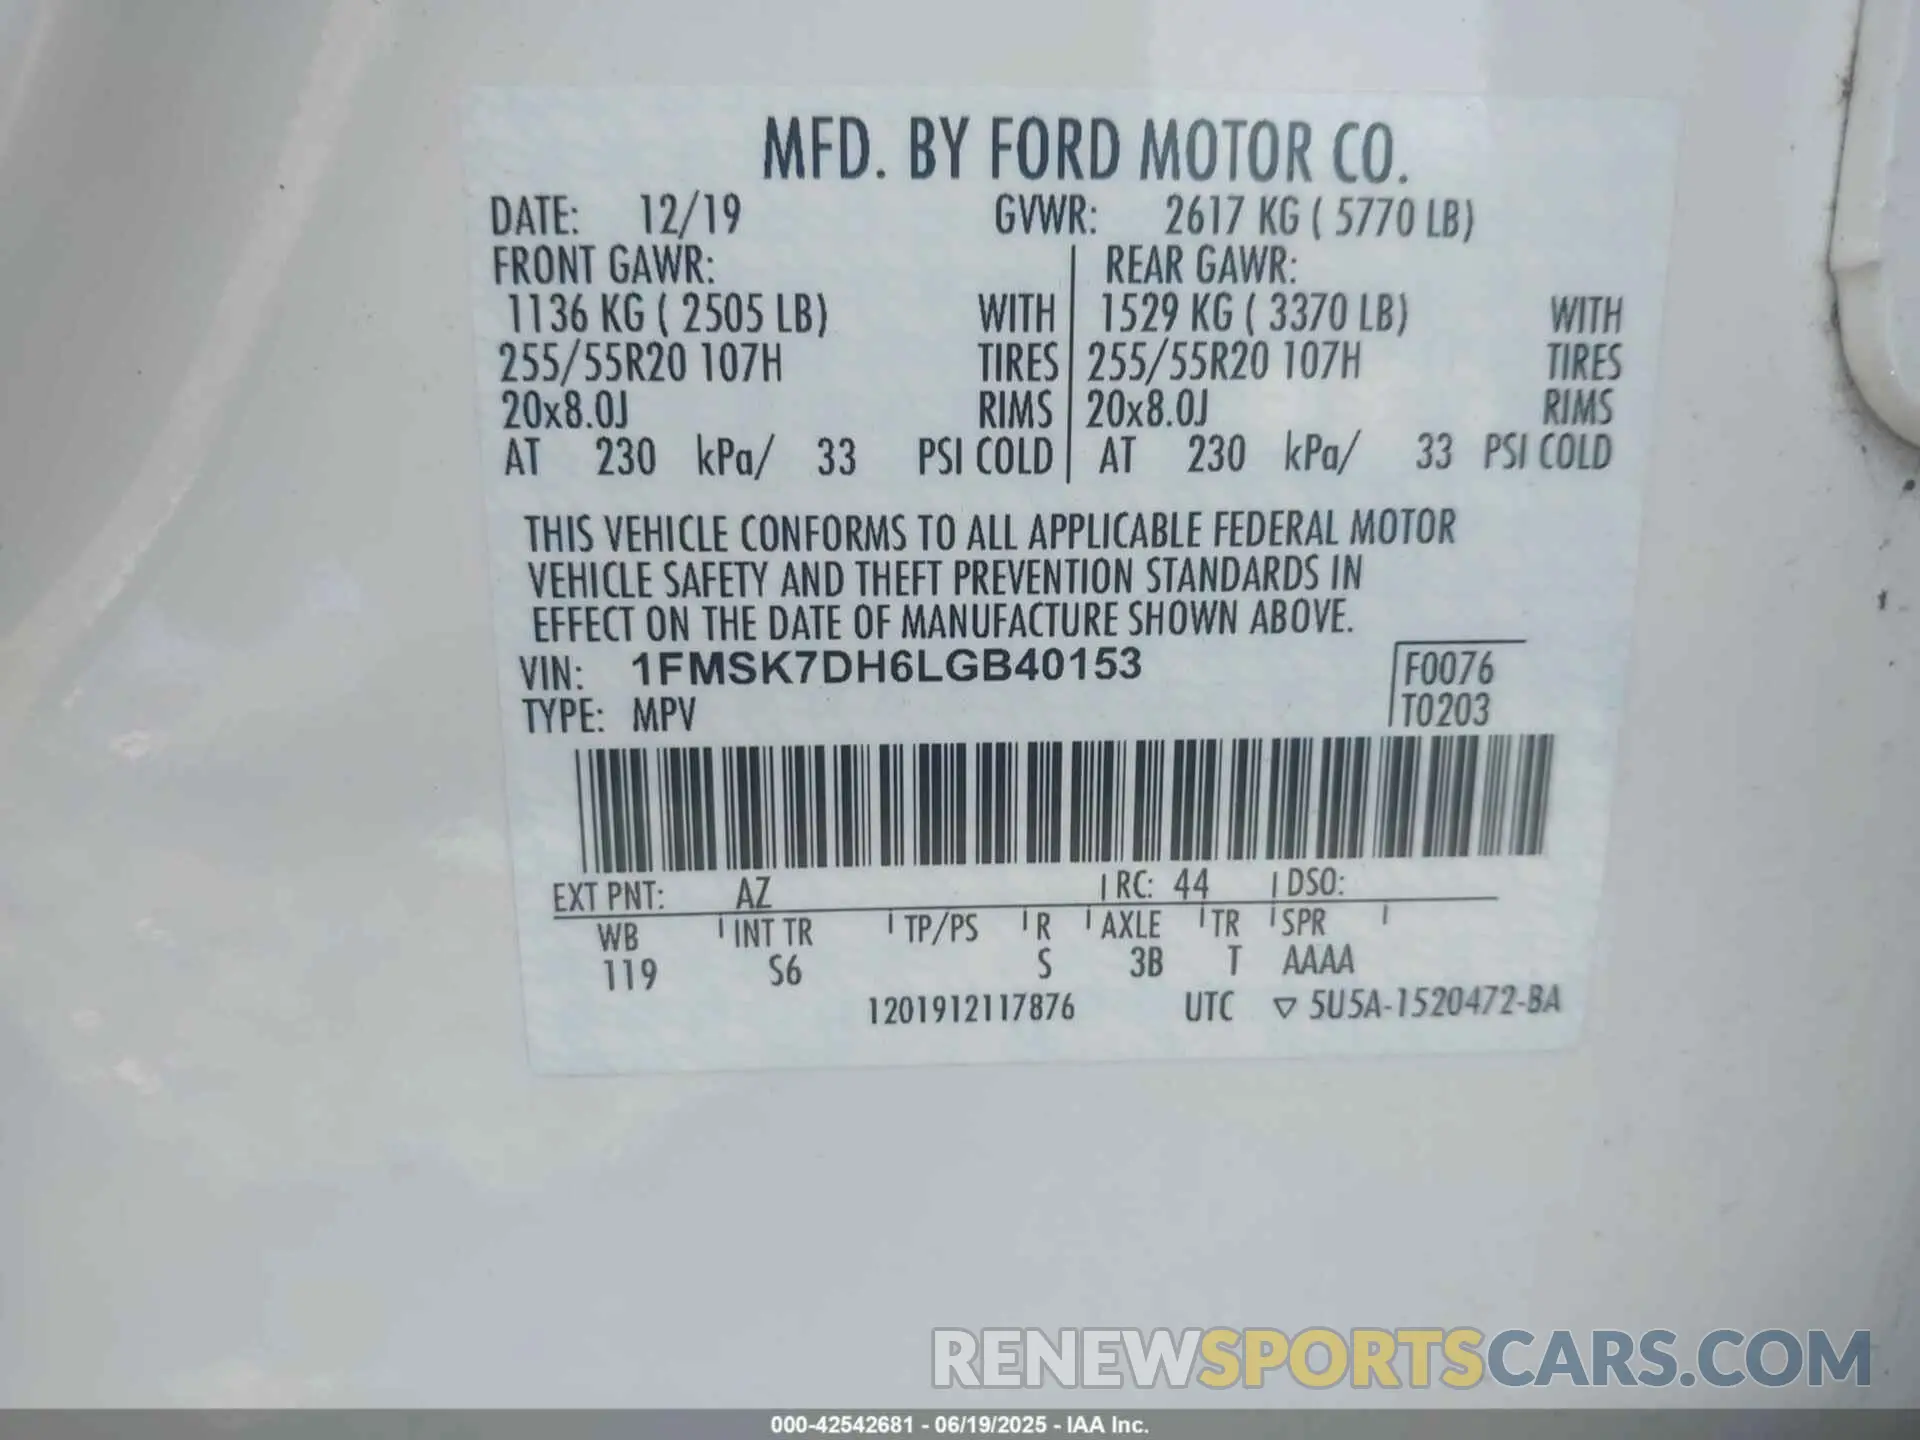 MFD. BY FORD MOTOR CO.
DATE: 12/19 GVWR: 2617 KG ( 5770 LB)
FRONT GAWR: REAR GAWR:
1136 KG ( 2505 LB) WITH 1529 KG ( 3370 LB) WITH
255/55R20 107H TIRES 255/55R20 107H TIRES
20x8.0J RIMS 20x8.0J RIMS
AT 230 kPa/ 33 PSI COLD AT 230 kPa/ 33 PSI COLD
THIS VEHICLE CONFORMS TO ALL APPLICABLE FEDERAL MOTOR
VEHICLE SAFETY AND THEFT PREVENTION STANDARDS IN
EFFECT ON THE DATE OF MANUFACTURE SHOWN ABOVE.
VIN: 1FMSK7DH6LGB40153 F0076
TYPE: MPV T0203
EXT PNT: AZ RC: 44 DSO:
WB INT TR TP/PS R AXLE TR SPR
119 S6 S 3B T AAAA
1201912117876 UTC ▽ 5U5A-1520472-BA
RENEWSPORTSCARS.COM
000-42542681 - 06/19/2025 - IAA Inc.